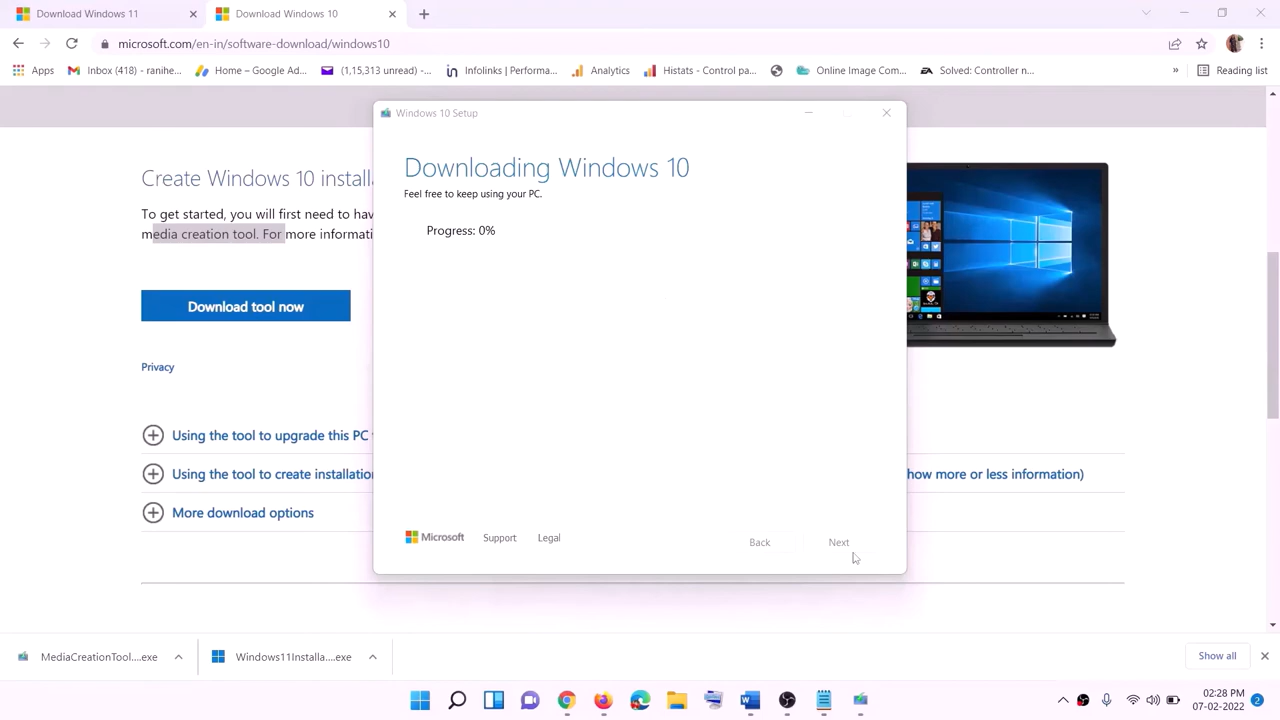 Download Windows 11
Download Windows 10
microsoft.com/en-in/software-download/windows10
Apps
Inbox (418) - ranihe...
Home – Google Ad...
(1,15,313 unread) -...
Infolinks | Performa...
Analytics
Histats - Control pa...
Online Image Com...
Solved: Controller n...
»
Reading list
Windows 10 Setup
Downloading Windows 10
Feel free to keep using your PC.
Progress: 0%
Create Windows 10 installa
To get started, you will first need to hav
media creation tool. For more informati
Download tool now
Privacy
Using the tool to upgrade this PC
Using the tool to create installation
how more or less information)
More download options
Microsoft
Support
Legal
Back
Next
MediaCreationTool....exe
Windows11Installa....exe
Show all
02:28 PM
07-02-2022
2